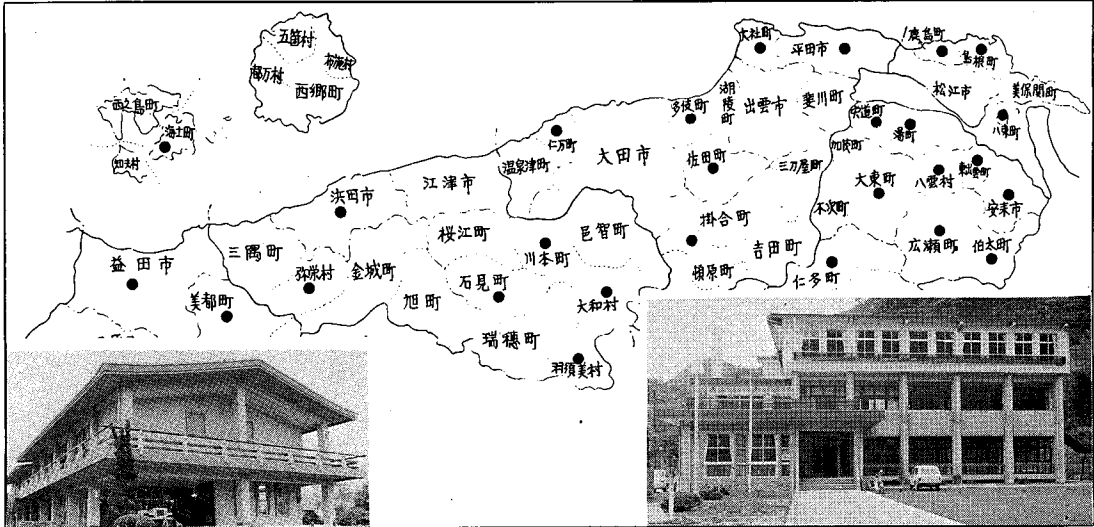 五箇村
都万村
布施村
西郷町
西之島町
海士町
知夫村
大社町
平田市
鹿島町
島根町
松江市
美保関町
八束町
多伎町
湖陵町
出雲市
斐川町
宍道町
湯町
加茂町
仁万町
温泉津町
大田市
佐田町
三刀屋町
大東町
八雲村
東出雲町
安来市
江津市
浜田市
木次町
掛合町
吉田町
広瀬町
伯太町
桜江町
川本町
邑智町
三隅町
弥栄村
金城町
石見町
頓原町
仁多町
益田市
美都町
旭町
大和村
瑞穂町
羽須美村